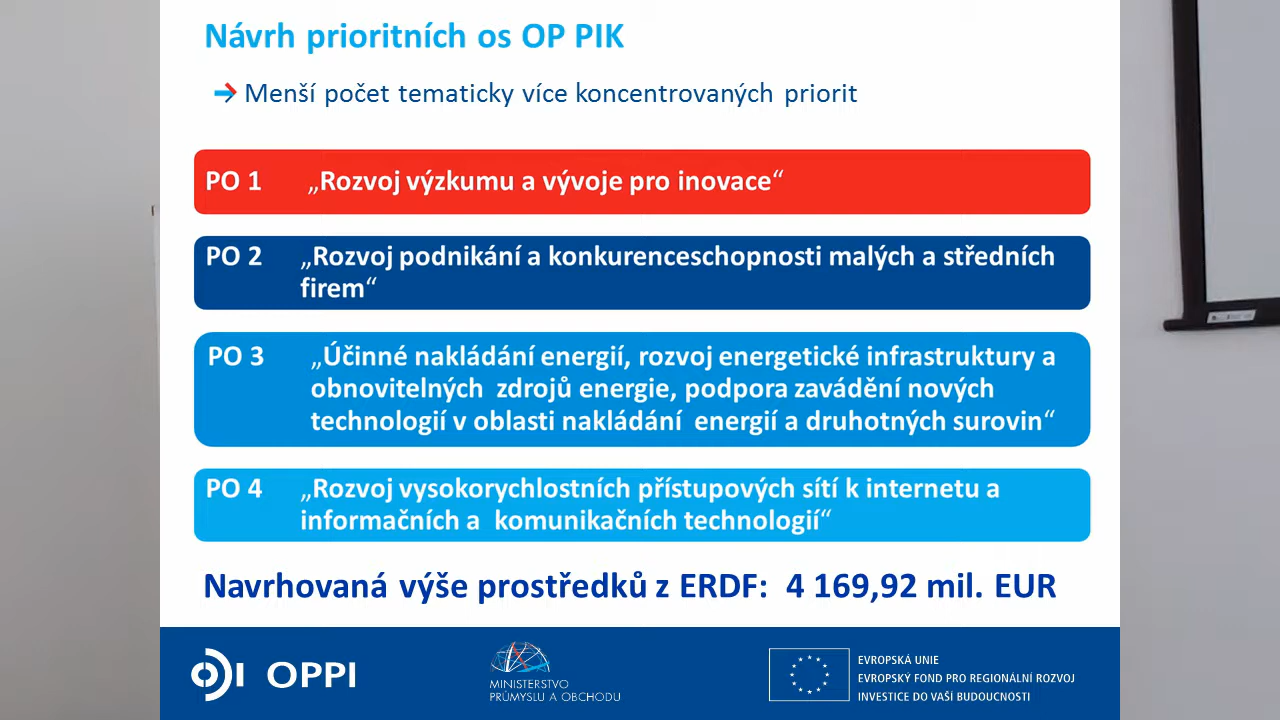 Návrh prioritních os OP PIK
Menší počet tematicky více koncentrovaných priorit
PO 1 „Rozvoj výzkumu a vývoje pro inovace“
PO 2 „Rozvoj podnikání a konkurenceschopnosti malých a středních
firem“
PO 3 „Účinné nakládání energií, rozvoj energetické infrastruktury a
obnovitelných zdrojů energie, podpora zavádění nových
technologií v oblasti nakládání energií a druhotných surovin“
PO 4 „Rozvoj vysokorychlostních přístupových sítí k internetu a
informačních a komunikačních technologií“
Navrhovaná výše prostředků z ERDF: 4 169,92 mil. EUR
OPPI
MINISTERSTVO
PRŮMYSLU A OBCHODU
EVROPSKÁ UNIE
EVROPSKÝ FOND PRO REGIONÁLNÍ ROZVOJ
INVESTICE DO VAŠÍ BUDOUCNOSTI